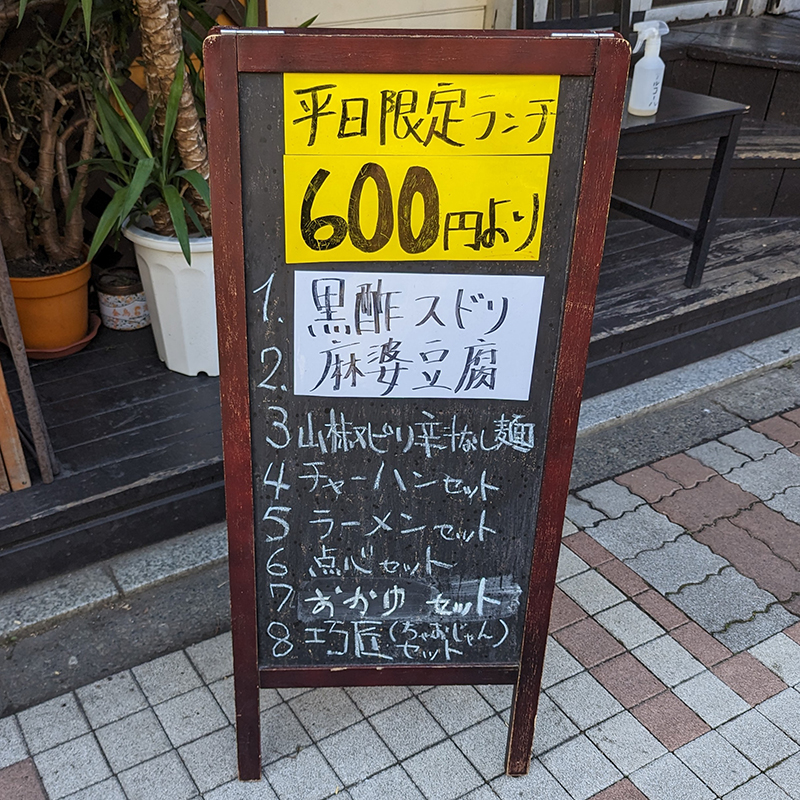 平日限定ランチ
600円より
1. 黒酢スドリ
2. 麻婆豆腐
3 山椒ピリ辛汁なし麺
4 チャーハンセット
5 ラーメンセット
6 点心セット
7. おかゆ セット
8 巧匠(ちゃおじゃん)
セット